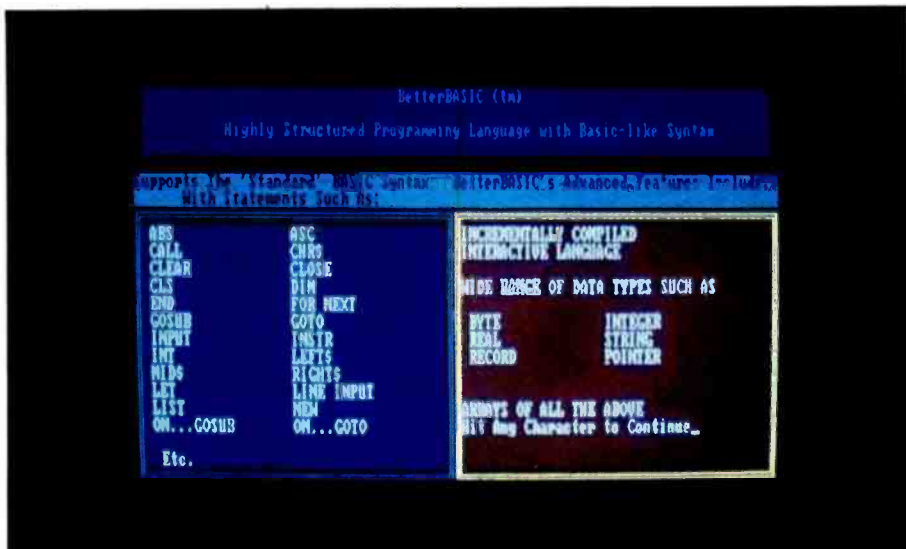 BetterBASIC (tm)
Highly Structured Programming Language with Basic-like Syntax
upports the 'Standard' BASIC Syntax
With Statements Such As:
BetterBASIC's Advanced Features Include
ABS ASC
CALL CHR$
CLEAR CLOSE
CLS DIM
END FOR NEXT
GOSUB GOTO
INPUT INSTR
INT LEFT$
MID$ RIGHT$
LET LINE INPUT
LIST NEW
ON...GOSUB ON...GOTO
Etc.
INCREMENTALLY COMPILED
INTERACTIVE LANGUAGE
WIDE RANGE OF DATA TYPES SUCH AS
BYTE INTEGER
REAL STRING
RECORD POINTER
ARRAYS OF ALL THE ABOVE
Hit Any Character to Continue_